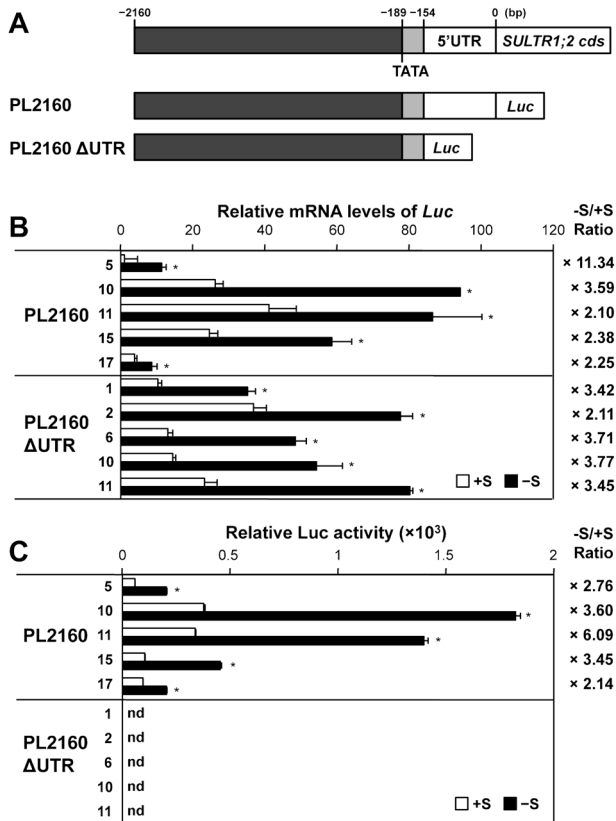 A
−2160 −189 −154 0 (bp)
5'UTR SULTR1;2 cds
TATA
PL2160 Luc
PL2160 ΔUTR Luc
B
Relative mRNA levels of Luc
-S/+S
Ratio
0 20 40 60 80 100 120
PL2160
5 * × 11.34
10 * × 3.59
11 * × 2.10
15 * × 2.38
17 * × 2.25
PL2160
ΔUTR
1 * × 3.42
2 * × 2.11
6 * × 3.71
10 * × 3.77
11 * × 3.45
+S −S
C
Relative Luc activity (×10³)
-S/+S
Ratio
0 0.5 1 1.5 2
PL2160
5 * × 2.76
10 * × 3.60
11 * × 6.09
15 * × 3.45
17 * × 2.14
PL2160
ΔUTR
1 nd
2 nd
6 nd
10 nd
11 nd
+S −S